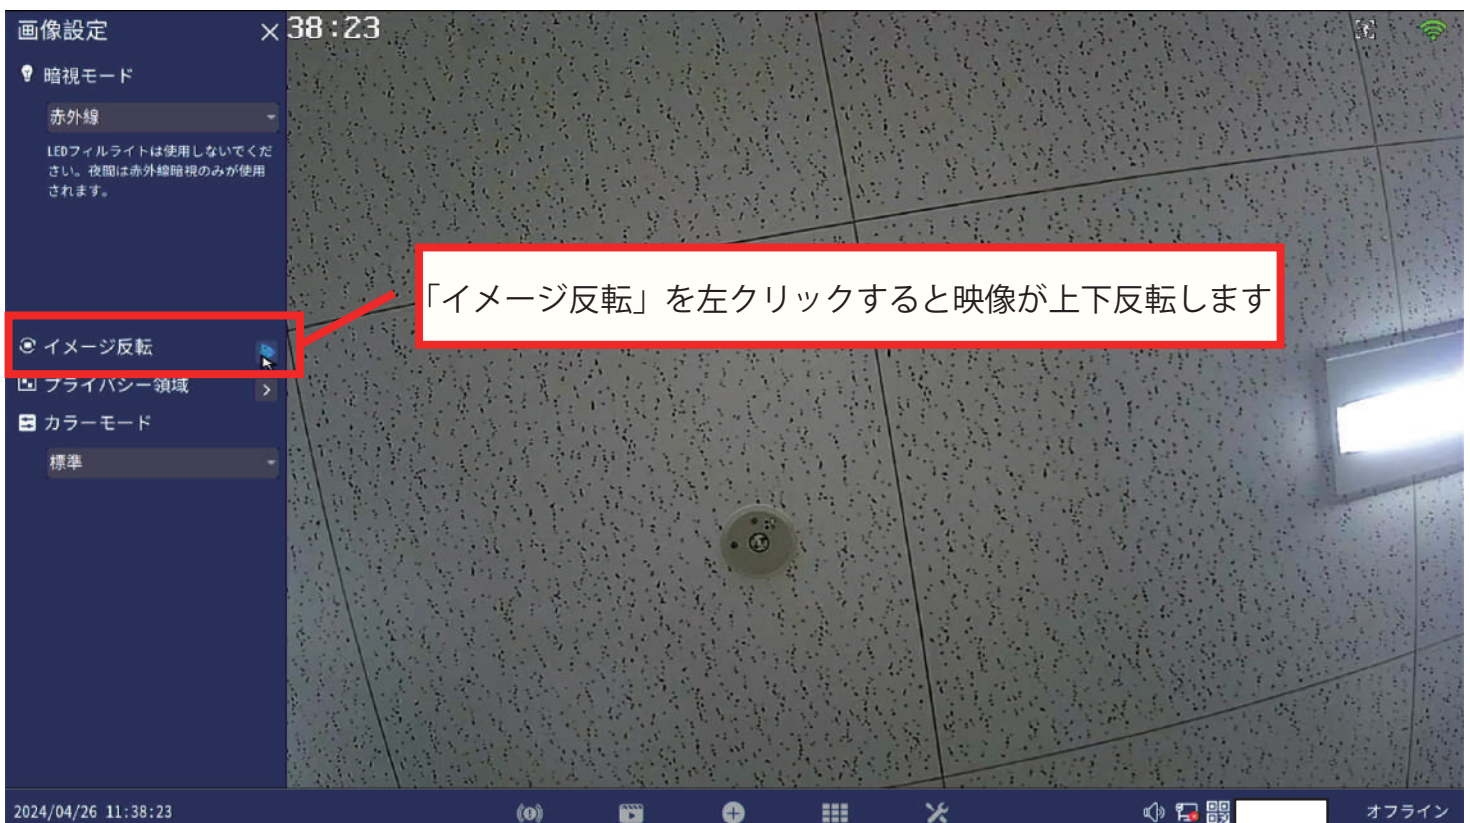 画像設定
38:23
暗視モード
赤外線
LEDフィルライトは使用しないでくだ
さい。夜間は赤外線暗視のみが使用
されます。
「イメージ反転」を左クリックすると映像が上下反転します
イメージ反転
プライバシー領域
カラーモード
標準
2024/04/26 11:38:23
オフライン